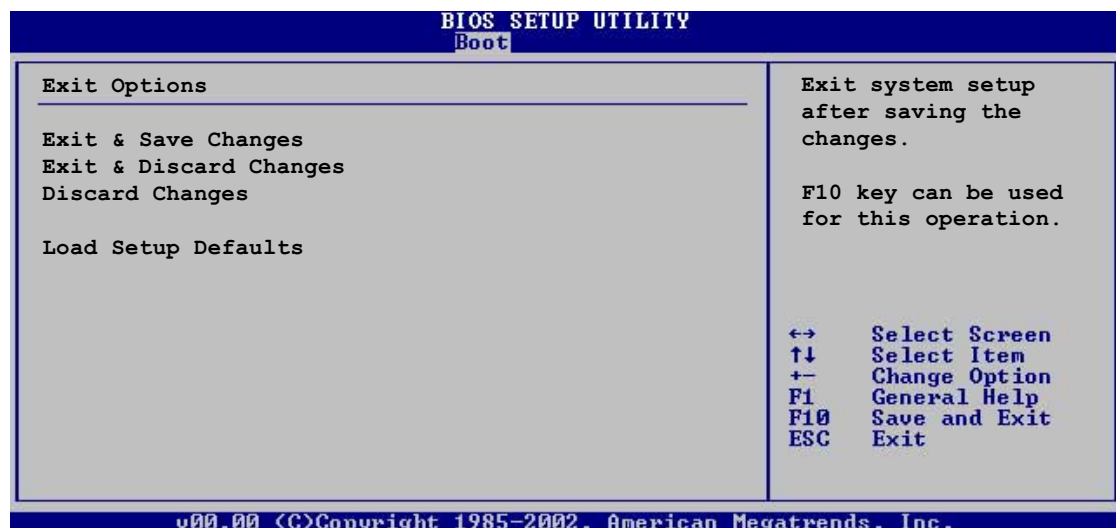 BIOS SETUP UTILITY
Boot
Exit Options
Exit & Save Changes
Exit & Discard Changes
Discard Changes
Load Setup Defaults
Exit system setup
after saving the
changes.
F10 key can be used
for this operation.
←→ Select Screen
↑↓ Select Item
+- Change Option
F1 General Help
F10 Save and Exit
ESC Exit
v00.00 (C)Copyright 1985-2002, American Megatrends, Inc.